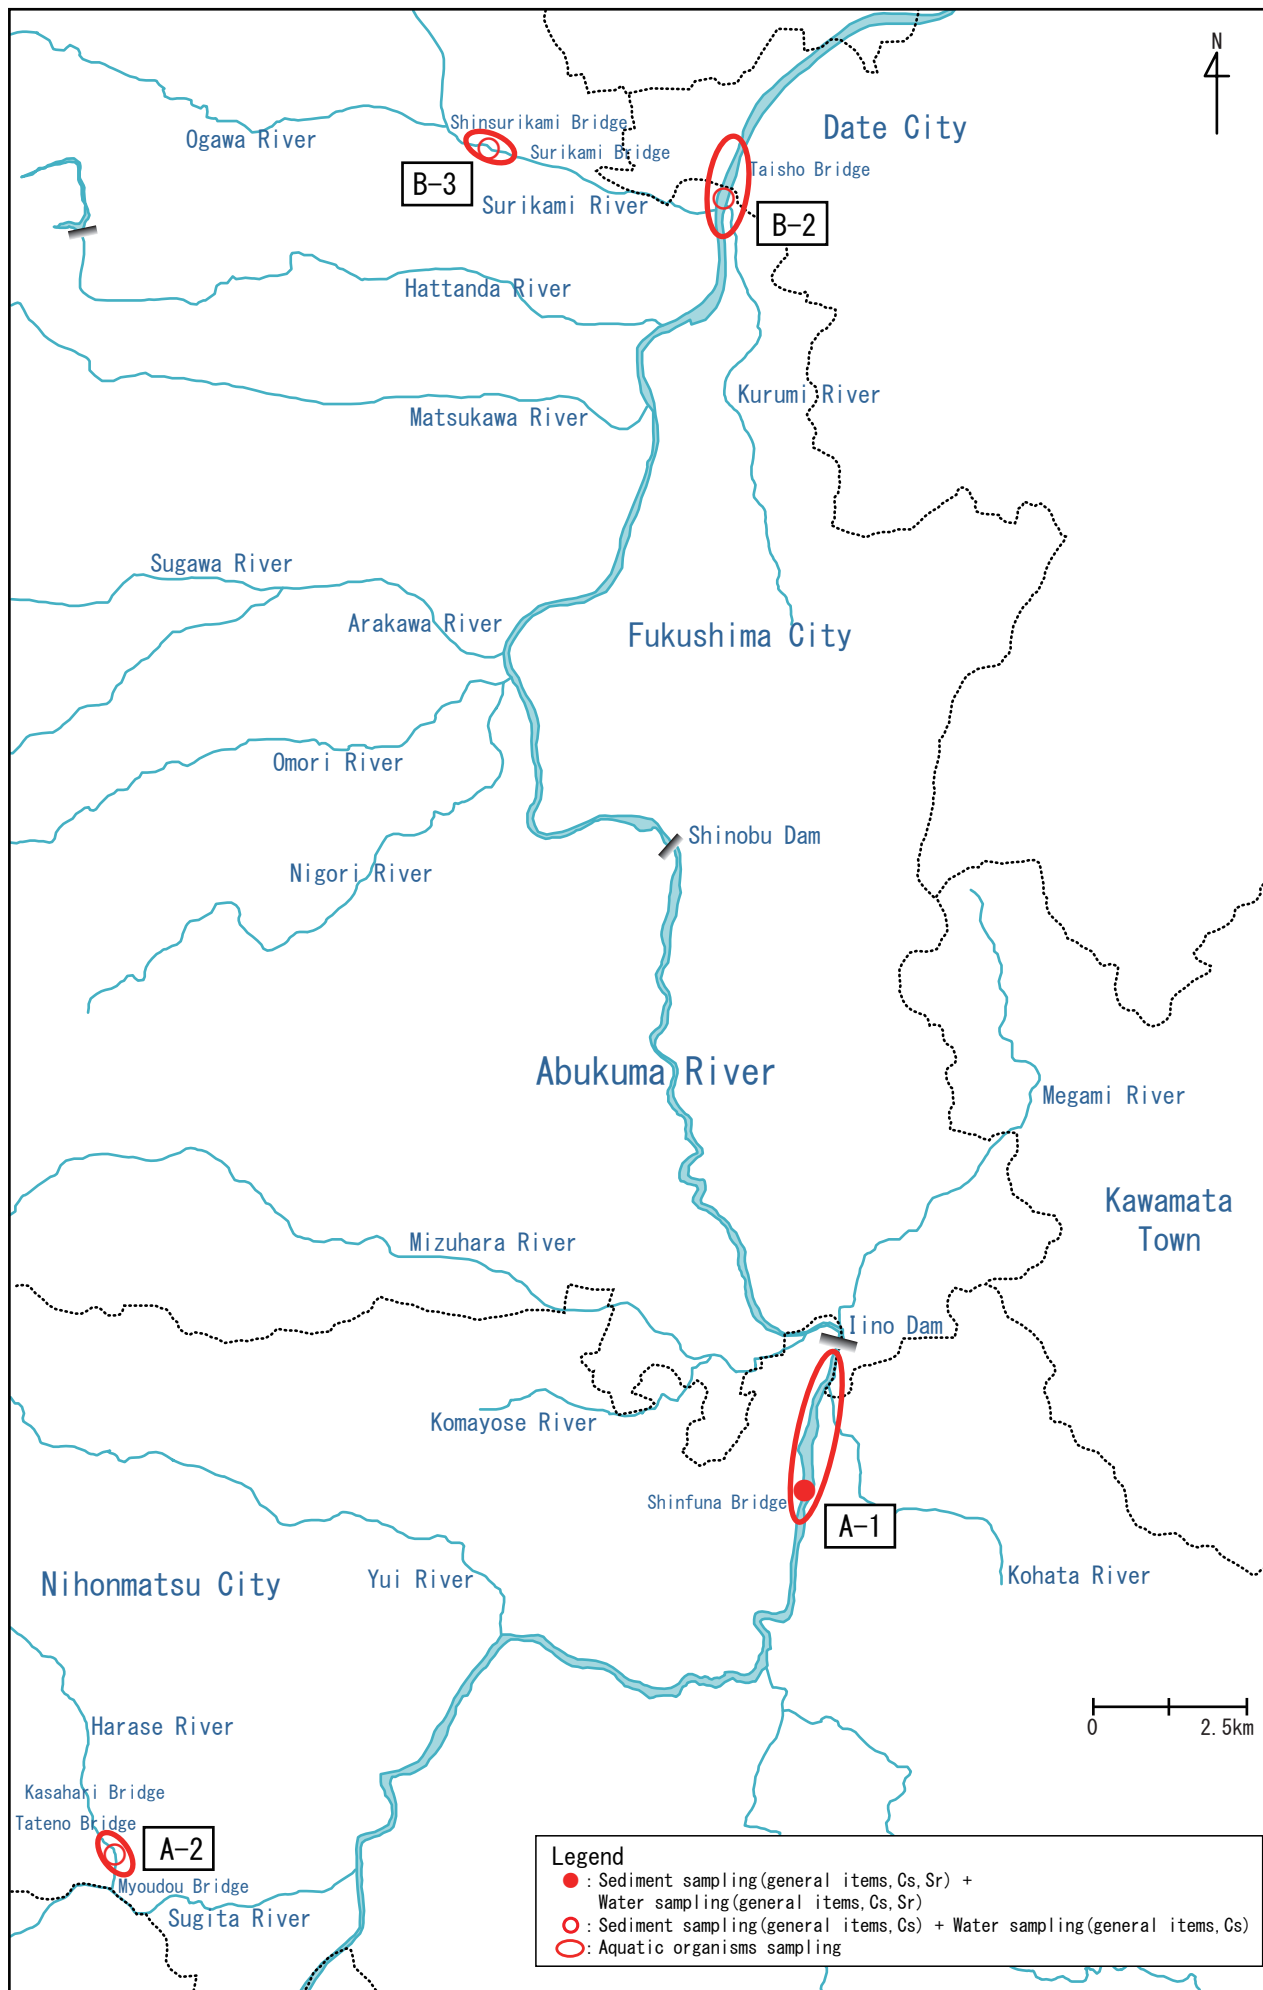 N
Date City
Shinsurikami Bridge
Ogawa River
Surikami Bridge
Taisho Bridge
B-3
Surikami River
B-2
Hattanda River
Kurumi River
Matsukawa River
Sugawa River
Arakawa River
Fukushima City
Omori River
Shinobu Dam
Nigori River
Abukuma River
Megami River
Kawamata
Town
Mizuhara River
Iino Dam
Komayose River
Shinfuna Bridge
A-1
Kohata River
Nihonmatsu City
Yui River
Harase River
0 2.5km
Kasahari Bridge
Tateno Bridge
A-2
Myoudou Bridge
Sugita River
Legend
: Sediment sampling(general items,Cs,Sr) +
Water sampling(general items,Cs,Sr)
: Sediment sampling(general items,Cs) + Water sampling(general items,Cs)
: Aquatic organisms sampling